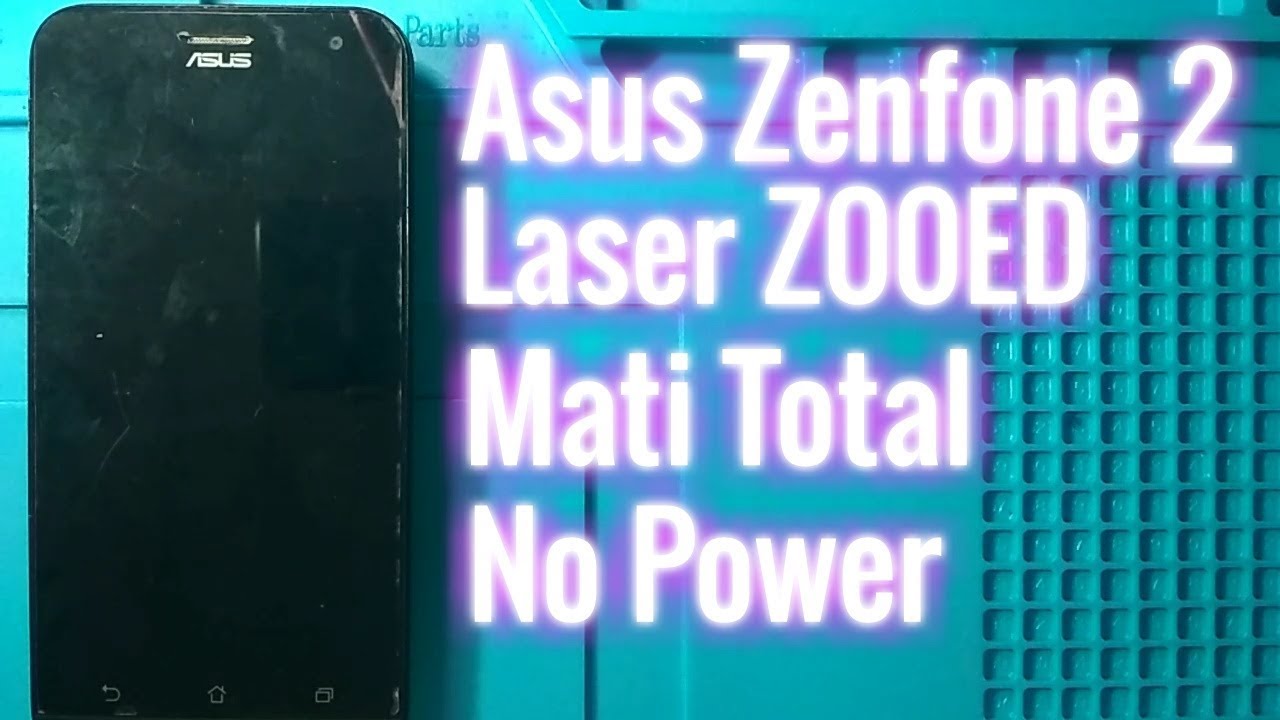 Parts
ASUS
Asus Zenfone 2
Laser Z00ED
Mati Total
No Power